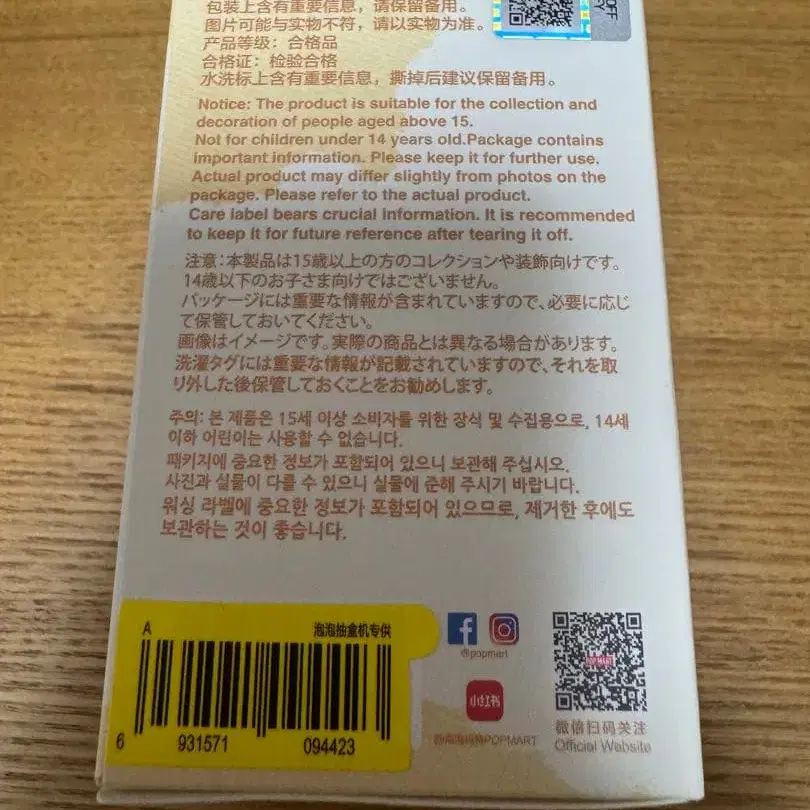 包装上含有重要信息，请保留备用。
图片可能与实物不符，请以实物为准。
产品等级：合格品
合格证：检验合格
水洗标上含有重要信息，撕掉后建议保留备用。
Notice: The product is suitable for the collection and
decoration of people aged above 15.
Not for children under 14 years old.Package contains
important information. Please keep it for further use.
Actual product may differ slightly from photos on the
package. Please refer to the actual product.
Care label bears crucial information. It is recommended
to keep it for future reference after tearing it off.
注意：本製品は15歳以上の方のコレクションや装飾向けです。
14歳以下のお子さま向けではございません。
パッケージには重要な情報が含まれていますので、必要に応じ
て保管しておいてください。
画像はイメージです。実際の商品とは異なる場合があります。
洗濯タグには重要な情報が記載されていますので、それを取
り外した後保管しておくことをお勧めします。
주의: 본 제품은 15세 이상 소비자를 위한 장식 및 수집용으로, 14세
이하 어린이는 사용할 수 없습니다.
패키지에 중요한 정보가 포함되어 있으니 보관해 주십시오.
사진과 실물이 다를 수 있으니 실물에 준해 주시기 바랍니다.
워싱 라벨에 중요한 정보가 포함되어 있으므로, 제거한 후에도
보관하는 것이 좋습니다.
A 泡泡抽盒机专供
6 931571 094423
@popmart
小红书
POPMART
POP MART
微信扫码关注
Official Website